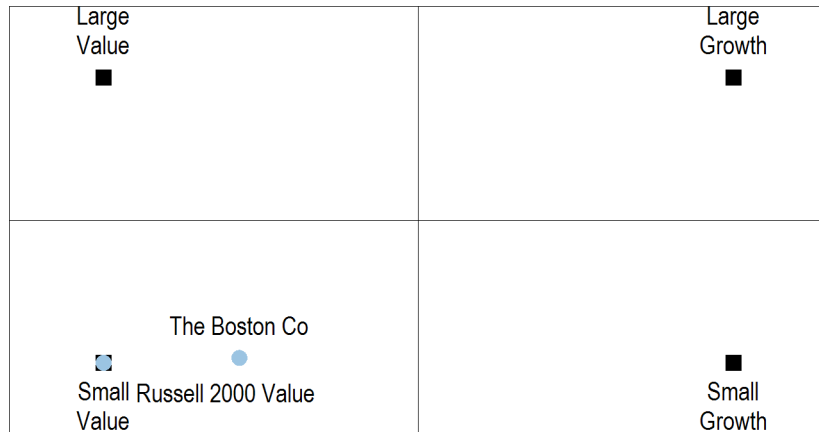 Large
Value
Large
Growth
The Boston Co
Small
Value
Russell 2000 Value
Small
Growth